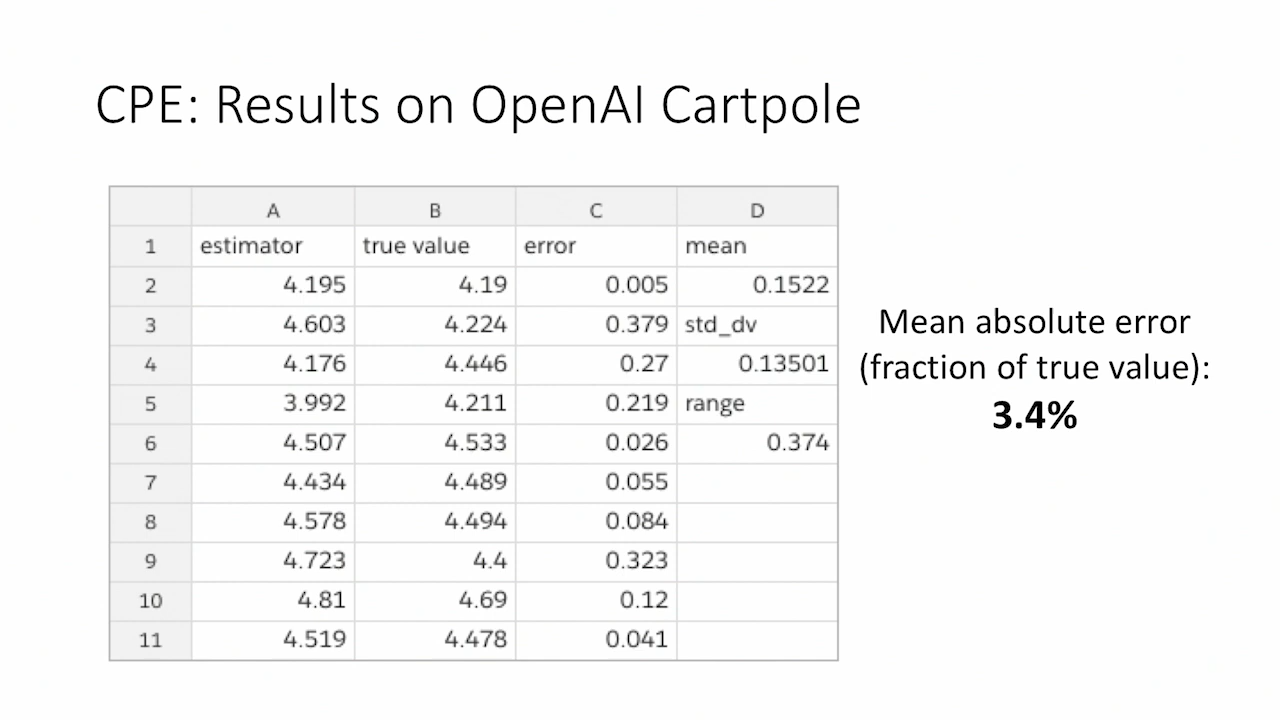 CPE: Results on OpenAI Cartpole
A B C D
1 estimator true value error mean
2 4.195 4.19 0.005 0.1522
3 4.603 4.224 0.379 std_dv
4 4.176 4.446 0.27 0.13501
5 3.992 4.211 0.219 range
6 4.507 4.533 0.026 0.374
7 4.434 4.489 0.055
8 4.578 4.494 0.084
9 4.723 4.4 0.323
10 4.81 4.69 0.12
11 4.519 4.478 0.041
Mean absolute error
(fraction of true value):
3.4%